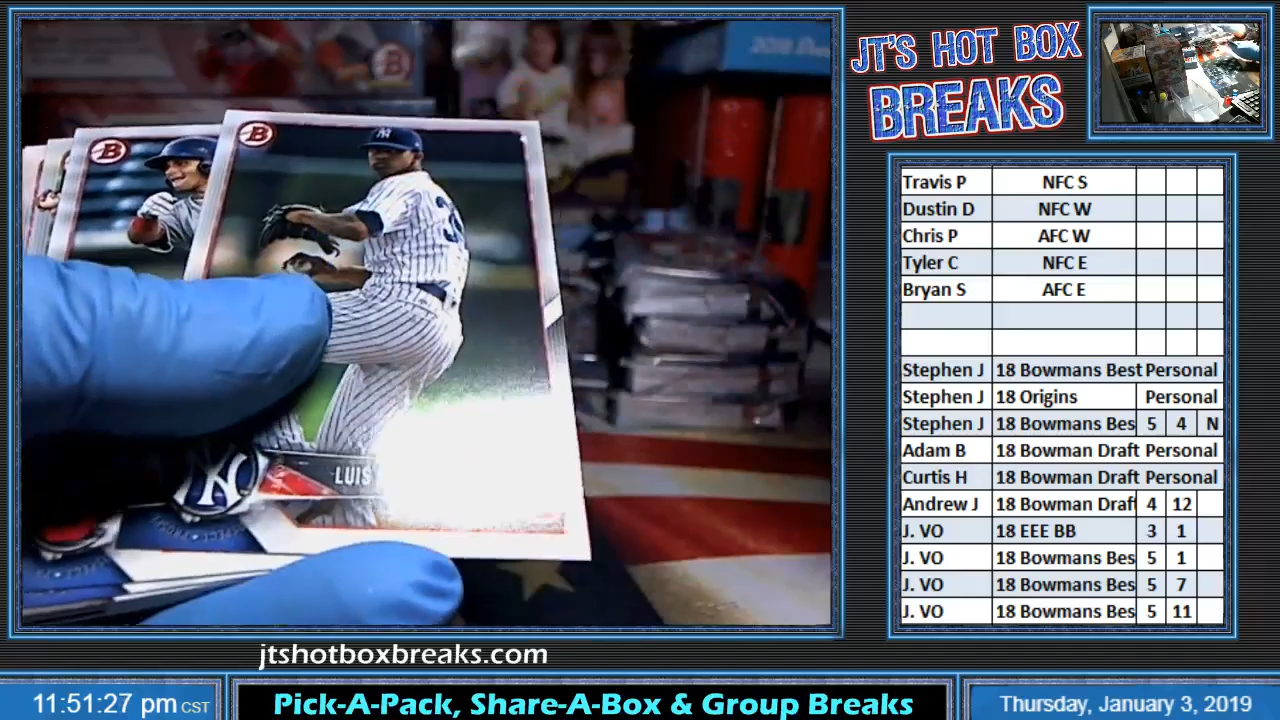 JT'S HOT BOX
BREAKS
B
B
LUIS
Travis P NFC S
Dustin D NFC W
Chris P AFC W
Tyler C NFC E
Bryan S AFC E
Stephen J 18 Bowmans Best Personal
Stephen J 18 Origins Personal
Stephen J 18 Bowmans Bes 5 4 N
Adam B 18 Bowman Draft Personal
Curtis H 18 Bowman Draft Personal
Andrew J 18 Bowman Draf 4 12
J. VO 18 EEE BB 3 1
J. VO 18 Bowmans Bes 5 1
J. VO 18 Bowmans Bes 5 7
J. VO 18 Bowmans Bes 5 11
jtshotboxbreaks.com
11:51:27 pm CST
Pick-A-Pack, Share-A-Box & Group Breaks
Thursday, January 3, 2019